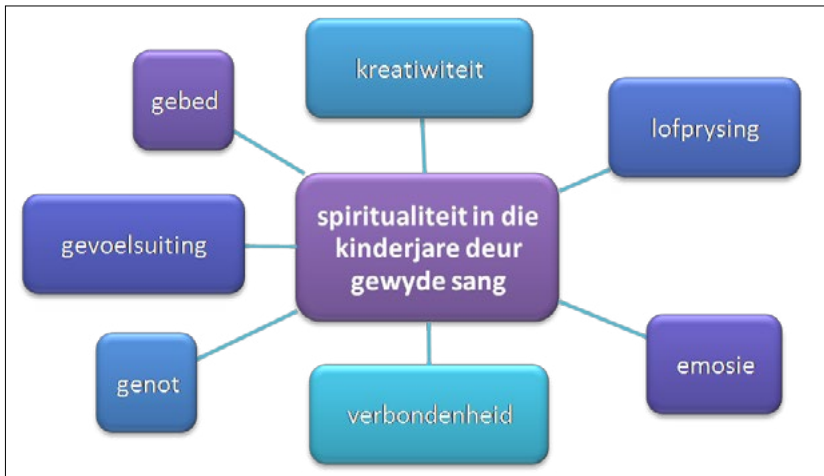 kreatiwiteit
gebed
lofprysing
spiritualiteit in die
kinderjare deur
gewyde sang
gevoelsuiting
genot
emosie
verbondenheid